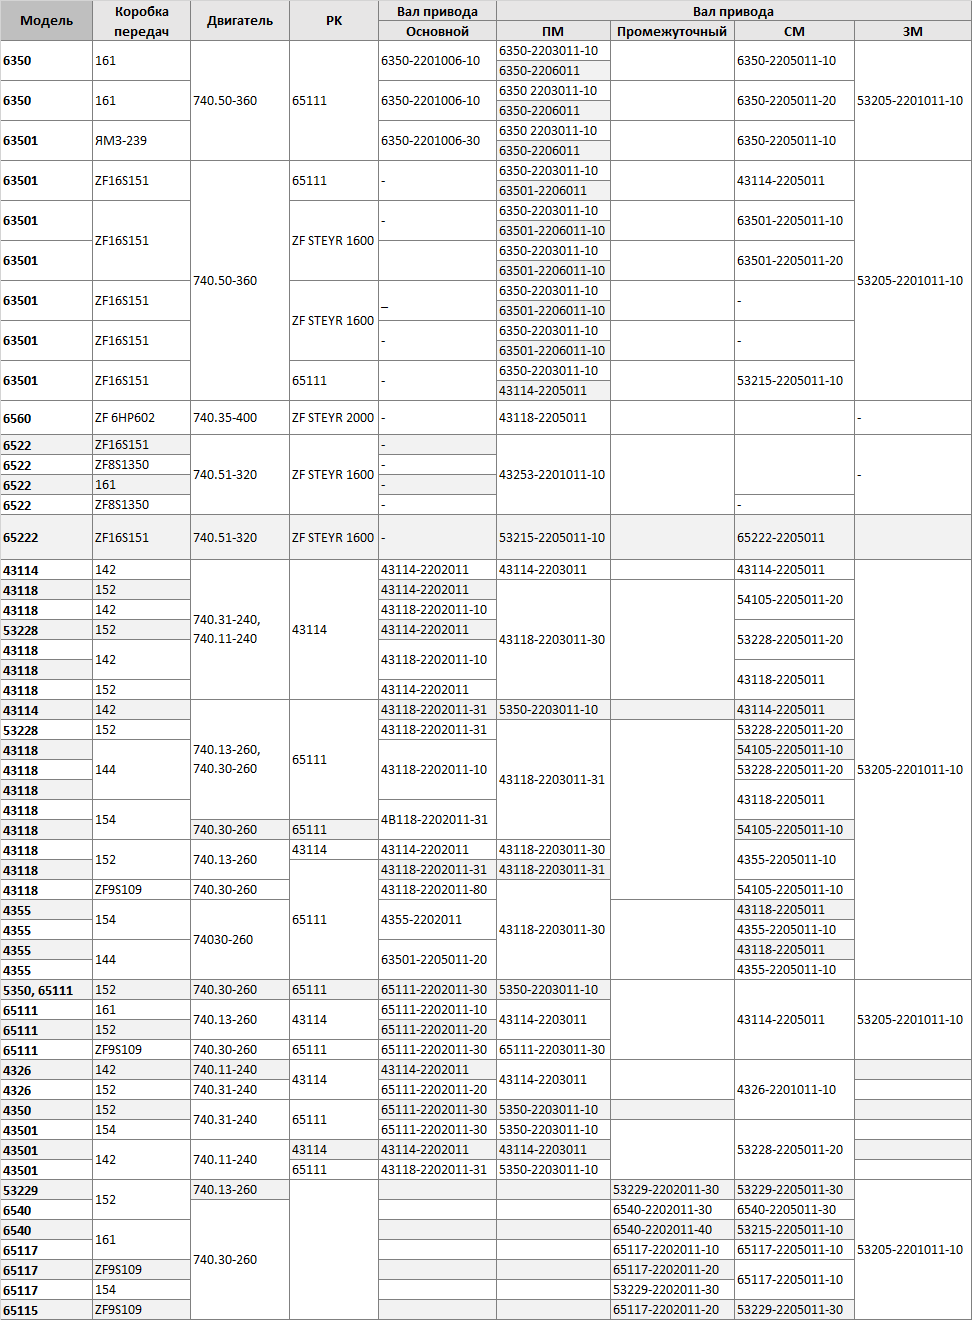 Модель Коробка передач Двигатель РК Вал привода Вал привода
Основной ПМ Промежуточный СМ ЗМ
6350 161 740.50-360 65111 6350-2201006-10 6350-2203011-10 6350-2205011-10 53205-2201011-10
6350-2206011
6350 161 6350-2201006-10 6350 2203011-10 6350-2205011-20
6350-2206011
63501 ЯМЗ-239 6350-2201006-30 6350 2203011-10 6350-2205011-10
6350-2206011
63501 ZF16S151 740.50-360 65111 - 6350-2203011-10 43114-2205011 53205-2201011-10
63501-2206011
63501 ZF16S151 ZF STEYR 1600 - 6350-2203011-10 63501-2205011-10
63501-2206011-10
63501 6350-2203011-10 63501-2205011-20
63501-2206011-10
63501 ZF16S151 ZF STEYR 1600 _ 6350-2203011-10 -
63501-2206011-10
63501 ZF16S151 - 6350-2203011-10 -
63501-2206011-10
63501 ZF16S151 65111 - 6350-2203011-10 53215-2205011-10
43114-2205011
6560 ZF 6HP602 740.35-400 ZF STEYR 2000 - 43118-2205011 -
6522 ZF16S151 740.51-320 ZF STEYR 1600 - 43253-2201011-10 -
6522 ZF8S1350 -
6522 161 -
6522 ZF8S1350 - -
65222 ZF16S151 740.51-320 ZF STEYR 1600 - 53215-2205011-10 65222-2205011
43114 142 740.31-240, 740.11-240 43114 43114-2202011 43114-2203011 43114-2205011 53205-2201011-10
43118 152 43114-2202011 43118-2203011-30 54105-2205011-20
43118 142 43118-2202011-10
53228 152 43114-2202011 53228-2205011-20
43118 142 43118-2202011-10
43118 43118-2205011
43118 152 43114-2202011
43114 142 740.13-260, 740.30-260 65111 43118-2202011-31 5350-2203011-10 43114-2205011
53228 152 43118-2202011-31 43118-2203011-31 53228-2205011-20
43118 144 43118-2202011-10 54105-2205011-10
43118 53228-2205011-20
43118 43118-2205011
43118 154 4В118-2202011-31
43118 740.30-260 65111 54105-2205011-10
43118 152 740.13-260 43114 43114-2202011 43118-2203011-30 4355-2205011-10
43118 65111 43118-2202011-31 43118-2203011-31
43118 ZF9S109 740.30-260 43118-2202011-80 43118-2203011-30 54105-2205011-10
4355 154 74030-260 4355-2202011 43118-2205011
4355 4355-2205011-10
4355 144 63501-2205011-20 43118-2205011
4355 4355-2205011-10
5350, 65111 152 740.30-260 65111 65111-2202011-30 5350-2203011-10 43114-2205011 53205-2201011-10
65111 161 740.13-260 43114 65111-2202011-10 43114-2203011
65111 152 65111-2202011-20
65111 ZF9S109 740.30-260 65111 65111-2202011-30 65111-2203011-30
4326 142 740.11-240 43114 43114-2202011 43114-2203011 4326-2201011-10
4326 152 740.31-240 65111-2202011-20
4350 152 740.31-240 65111 65111-2202011-30 5350-2203011-10
43501 154 65111-2202011-30 5350-2203011-10 53228-2205011-20
43501 142 740.11-240 43114 43114-2202011 43114-2203011
43501 65111 43118-2202011-31 5350-2203011-10
53229 152 740.13-260 53229-2202011-30 53229-2205011-30 53205-2201011-10
6540 740.30-260 6540-2202011-30 6540-2205011-30
6540 161 6540-2202011-40 53215-2205011-10
65117 65117-2202011-10 65117-2205011-10
65117 ZF9S109 65117-2202011-20 65117-2205011-10
65117 154 53229-2202011-30
65115 ZF9S109 65117-2202011-20 53229-2205011-30